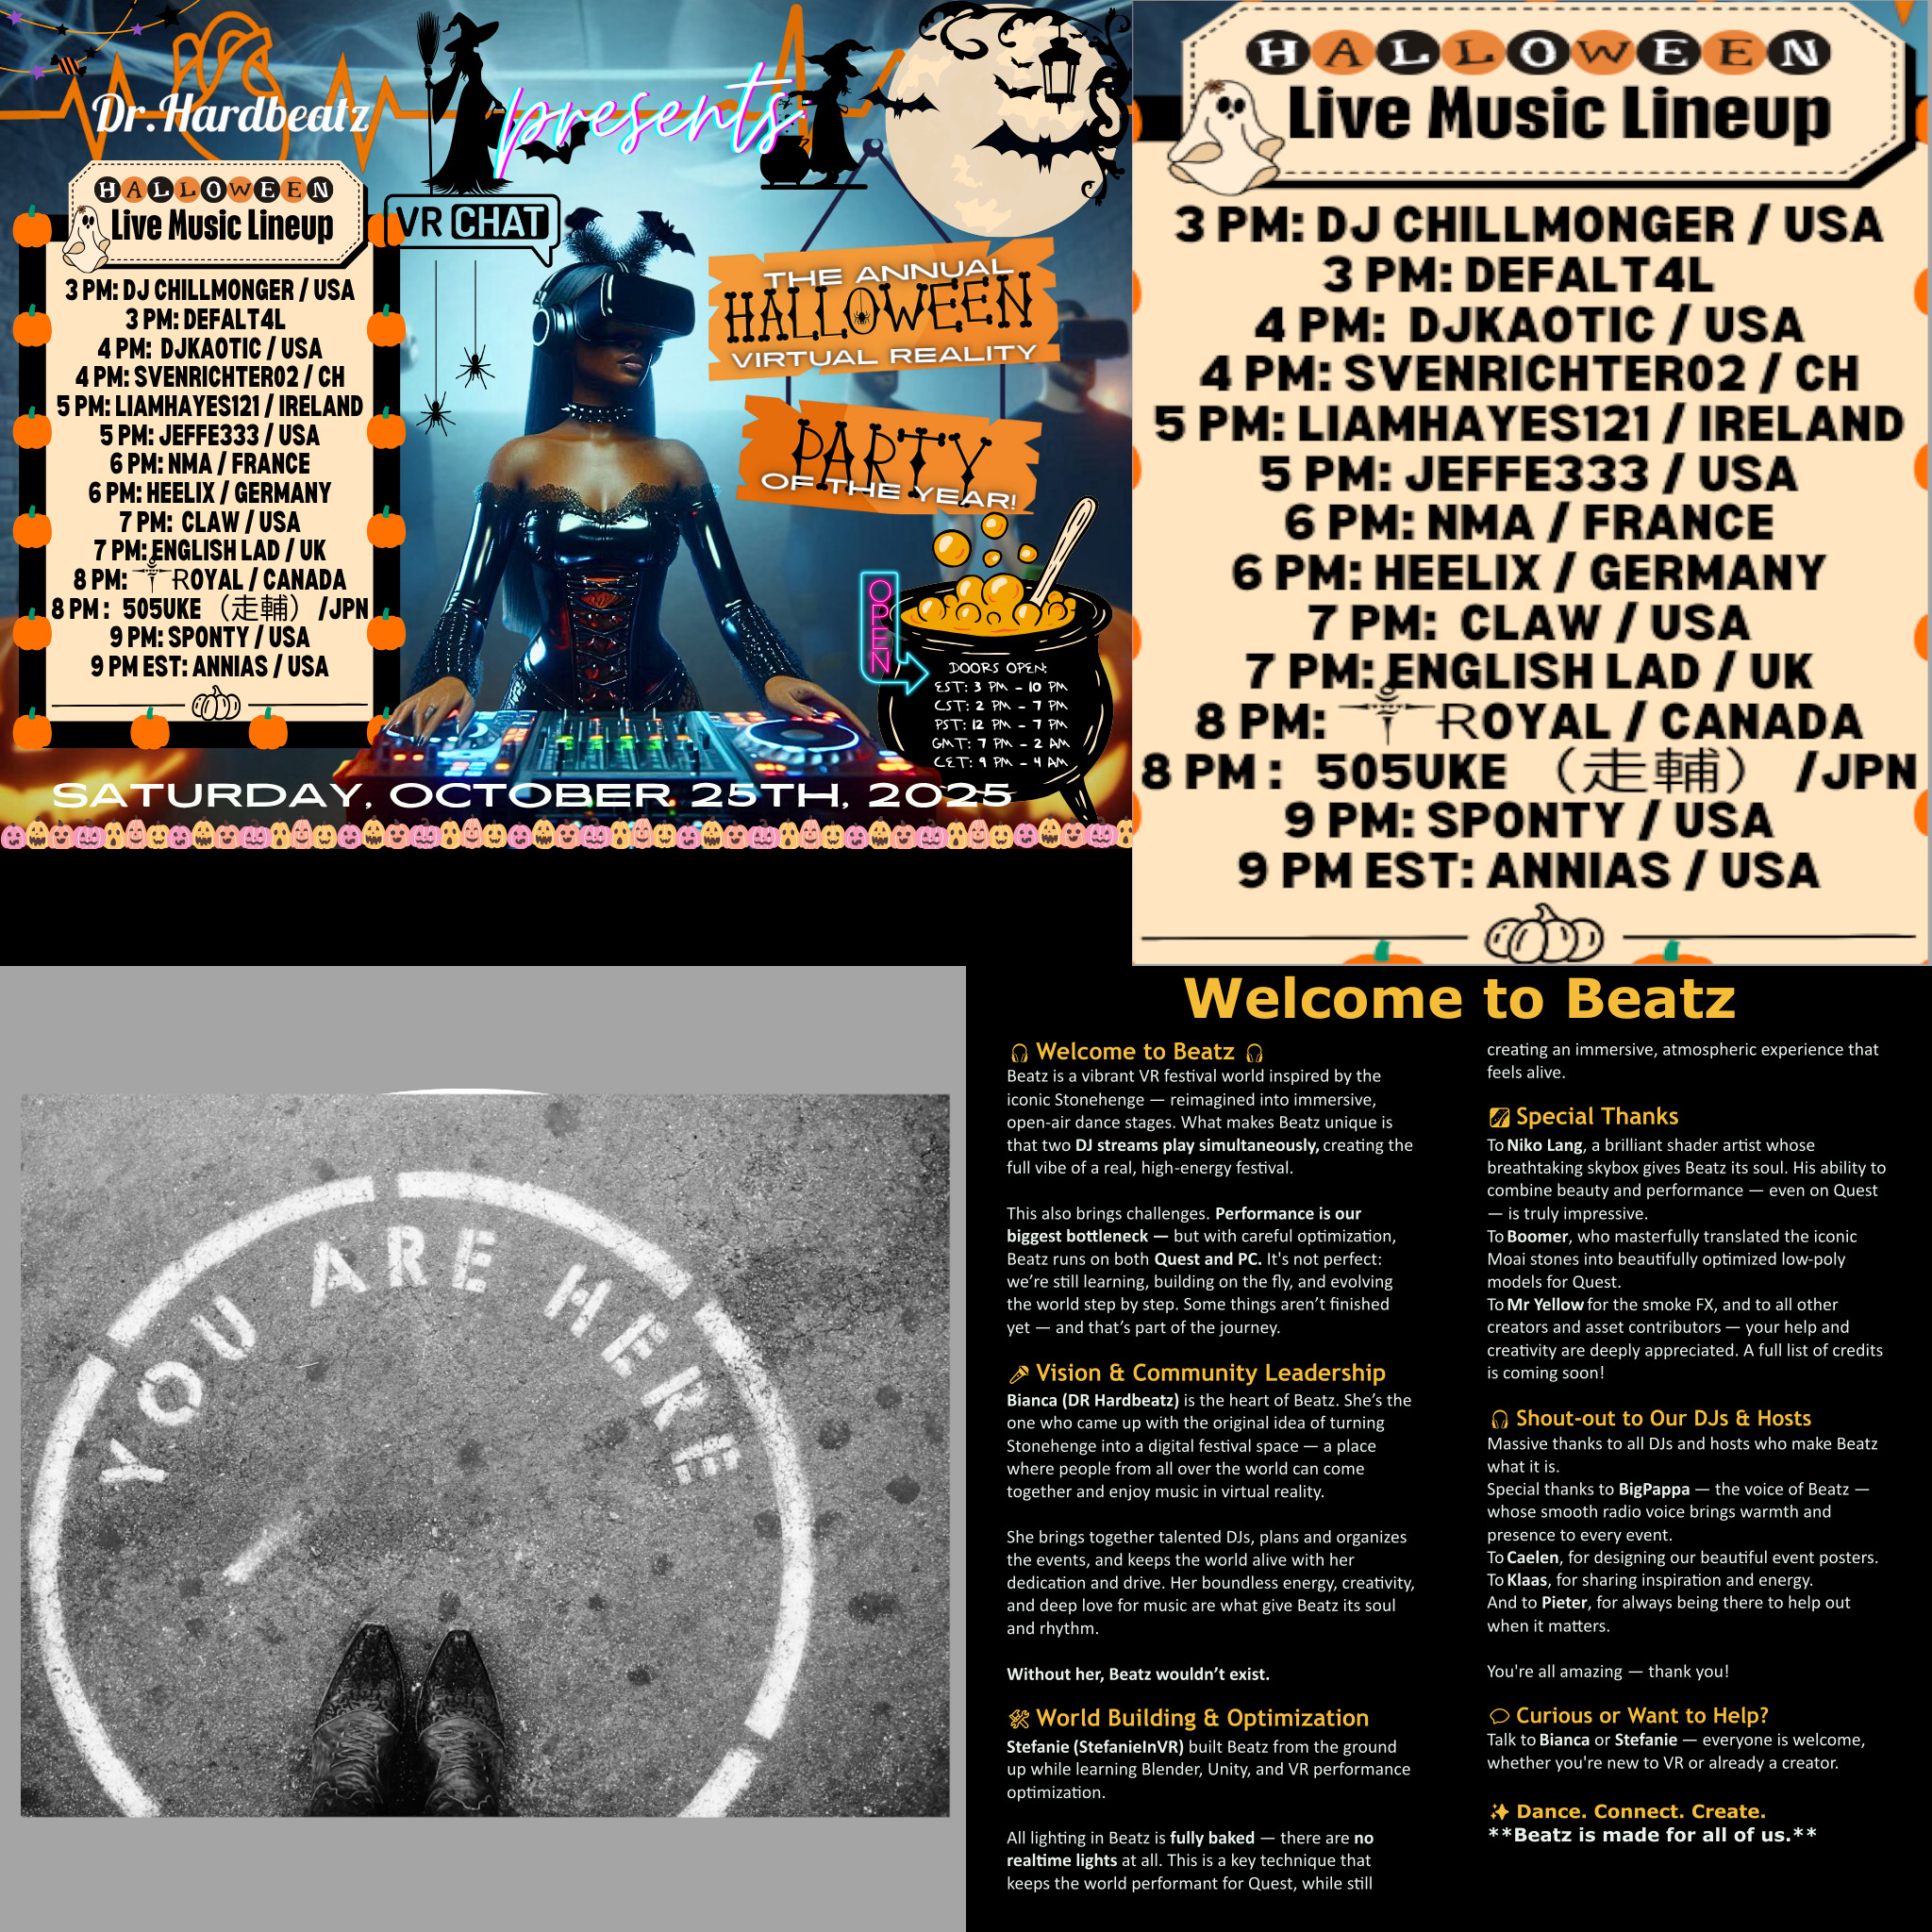 Dr.Hardbeatz
presents
HALLOWEEN
Live Music Lineup
3 PM: DJ CHILLMONGER / USA
3 PM: DEFALT4L
4 PM: DJKAOTIC / USA
4 PM: SVENRICHTER02 / CH
5 PM: LIAMHAYES121 / IRELAND
5 PM: JEFFE333 / USA
6 PM: NMA / FRANCE
6 PM: HEELIX / GERMANY
7 PM: CLAW / USA
7 PM: ENGLISH LAD / UK
8 PM: ROYAL / CANADA
8 PM : 505UKE (走輔) /JPN
9 PM: SPONTY / USA
9 PM EST: ANNIAS / USA
VR CHAT
THE ANNUAL
HALLOWEEN
VIRTUAL REALITY
PARTY
OF THE YEAR!
OPEN
DOORS OPEN:
EST: 3 PM - 10 PM
CST: 2 PM - 7 PM
PST: 12 PM - 7 PM
GMT: 7 PM - 2 AM
CET: 9 PM - 4 AM
SATURDAY, OCTOBER 25TH, 2025
HALLOWEEN
Live Music Lineup
3 PM: DJ CHILLMONGER / USA
3 PM: DEFALT4L
4 PM: DJKAOTIC / USA
4 PM: SVENRICHTER02 / CH
5 PM: LIAMHAYES121 / IRELAND
5 PM: JEFFE333 / USA
6 PM: NMA / FRANCE
6 PM: HEELIX / GERMANY
7 PM: CLAW / USA
7 PM: ENGLISH LAD / UK
8 PM: ROYAL / CANADA
8 PM : 505UKE (走輔) /JPN
9 PM: SPONTY / USA
9 PM EST: ANNIAS / USA
YOU ARE HERE
Welcome to Beatz
🎧 Welcome to Beatz 🎧
Beatz is a vibrant VR festival world inspired by the
iconic Stonehenge — reimagined into immersive,
open-air dance stages. What makes Beatz unique is
that two DJ streams play simultaneously, creating the
full vibe of a real, high-energy festival.
This also brings challenges. Performance is our
biggest bottleneck — but with careful optimization,
Beatz runs on both Quest and PC. It's not perfect:
we’re still learning, building on the fly, and evolving
the world step by step. Some things aren’t finished
yet — and that’s part of the journey.
🎤 Vision & Community Leadership
Bianca (DR Hardbeatz) is the heart of Beatz. She’s the
one who came up with the original idea of turning
Stonehenge into a digital festival space — a place
where people from all over the world can come
together and enjoy music in virtual reality.
She brings together talented DJs, plans and organizes
the events, and keeps the world alive with her
dedication and drive. Her boundless energy, creativity,
and deep love for music are what give Beatz its soul
and rhythm.
Without her, Beatz wouldn’t exist.
🛠 World Building & Optimization
Stefanie (StefanieInVR) built Beatz from the ground
up while learning Blender, Unity, and VR performance
optimization.
All lighting in Beatz is fully baked — there are no
realtime lights at all. This is a key technique that
keeps the world performant for Quest, while still
creating an immersive, atmospheric experience that
feels alive.
Special Thanks
To Niko Lang, a brilliant shader artist whose
breathtaking skybox gives Beatz its soul. His ability to
combine beauty and performance — even on Quest
— is truly impressive.
To Boomer, who masterfully translated the iconic
Moai stones into beautifully optimized low-poly
models for Quest.
To Mr Yellow for the smoke FX, and to all other
creators and asset contributors — your help and
creativity are deeply appreciated. A full list of credits
is coming soon!
🎧 Shout-out to Our DJs & Hosts
Massive thanks to all DJs and hosts who make Beatz
what it is.
Special thanks to BigPappa — the voice of Beatz —
whose smooth radio voice brings warmth and
presence to every event.
To Caelen, for designing our beautiful event posters.
To Klaas, for sharing inspiration and energy.
And to Pieter, for always being there to help out
when it matters.
You're all amazing — thank you!
💬 Curious or Want to Help?
Talk to Bianca or Stefanie — everyone is welcome,
whether you're new to VR or already a creator.
✨ Dance. Connect. Create.
**Beatz is made for all of us.**